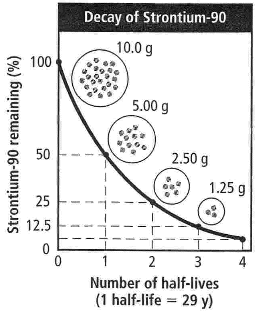 Decay of Strontium-90
Strontium-90 remaining (%)
100
50
25
12.5
0
10.0 g
5.00 g
2.50 g
1.25 g
0 1 2 3 4
Number of half-lives
(1 half-life = 29 y)